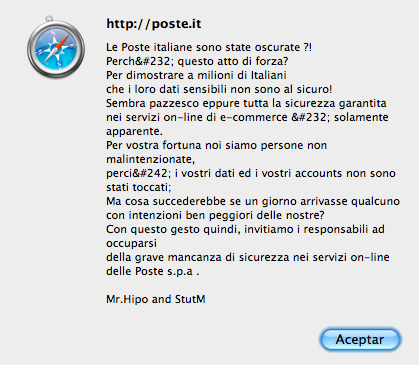 http://poste.it
Le Poste italiane sono state oscurate ?!
Perch&#232; questo atto di forza?
Per dimostrare a milioni di Italiani
che i loro dati sensibili non sono al sicuro!
Sembra pazzesco eppure tutta la sicurezza garantita
nei servizi on-line di e-commerce &#232; solamente
apparente.
Per vostra fortuna noi siamo persone non
malintenzionate,
perci&#242; i vostri dati ed i vostri accounts non sono
stati toccati;
Ma cosa succederebbe se un giorno arrivasse qualcuno
con intenzioni ben peggiori delle nostre?
Con questo gesto quindi, invitiamo i responsabili ad
occuparsi
della grave mancanza di sicurezza nei servizi on-line
delle Poste s.p.a .
Mr.Hipo and StutM
Aceptar